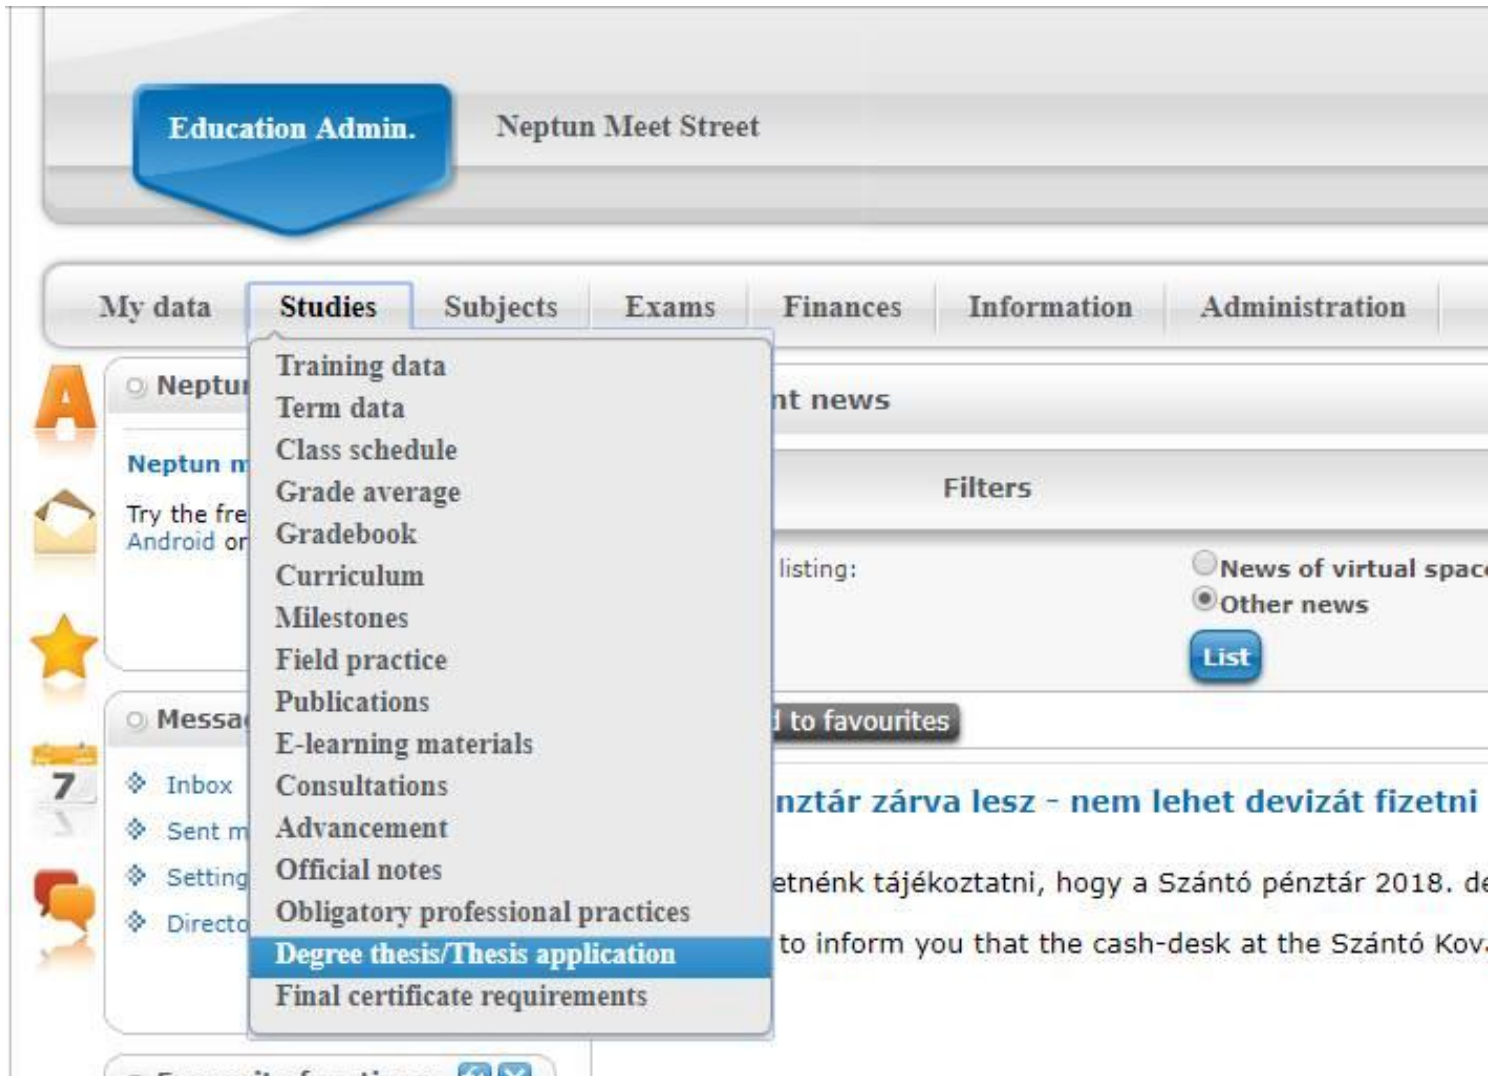 Education Admin.
Neptun Meet Street
My data Studies Subjects Exams Finances Information Administration
Training data
Term data
Class schedule
Grade average
Gradebook
Curriculum
Milestones
Field practice
Publications
E-learning materials
Consultations
Advancement
Official notes
Obligatory professional practices
Degree thesis/Thesis application
Final certificate requirements
Neptun
Neptun m
Try the fre
Android or
7
Messa
Inbox
Sent m
Setting
Directo
nt news
Filters
listing:
News of virtual space
Other news
List
to favourites
nztár zárva lesz - nem lehet devizát fizetni
etnénk tájékoztatni, hogy a Szántó pénztár 2018. de
to inform you that the cash-desk at the Szántó Kov